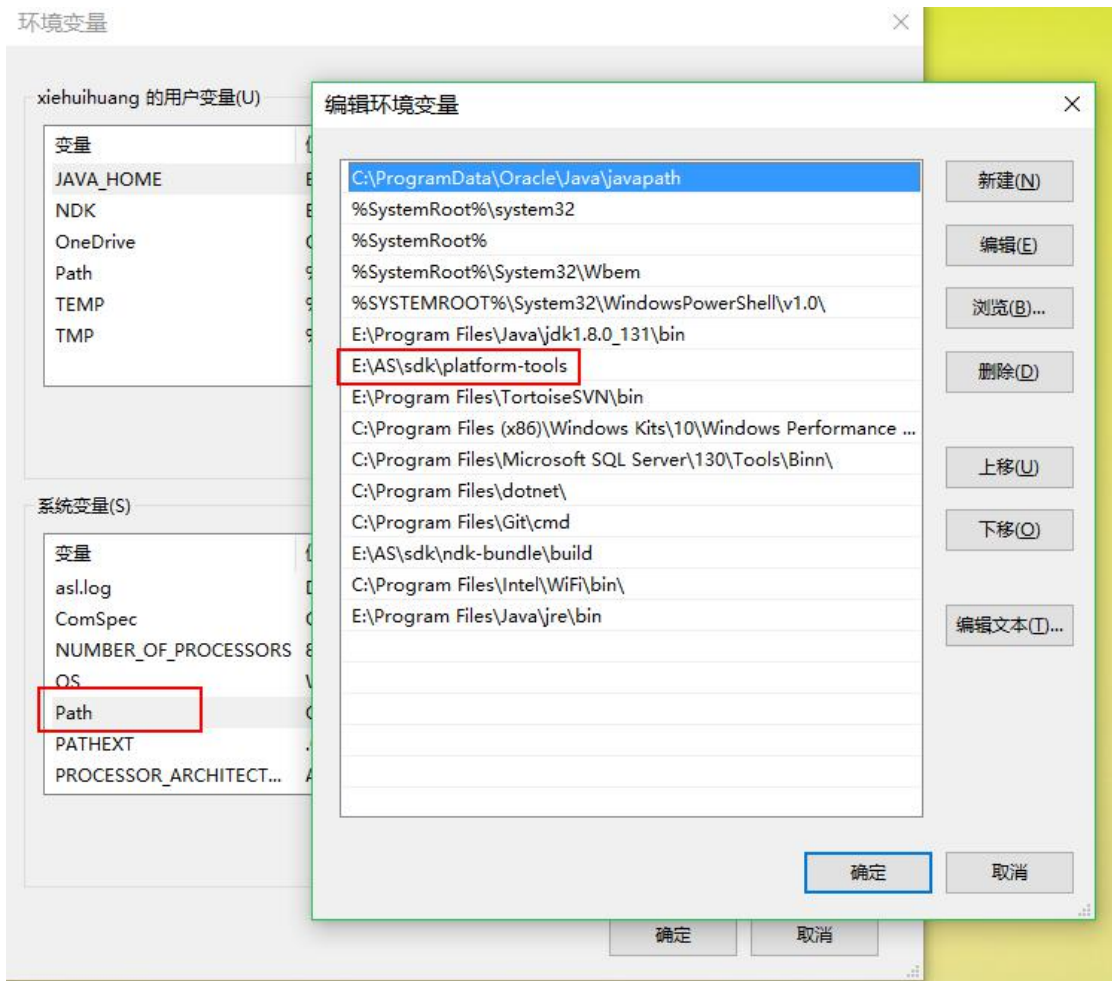 环境变量
xiehuihuang 的用户变量(U)
变量
JAVA_HOME
NDK
OneDrive
Path
TEMP
TMP
系统变量(S)
变量
asl.log
ComSpec
NUMBER_OF_PROCESSORS 8
OS
Path
PATHEXT
PROCESSOR_ARCHITECT...
确定
取消
编辑环境变量
C:\ProgramData\Oracle\Java\javapath
%SystemRoot%\system32
%SystemRoot%
%SystemRoot%\System32\Wbem
%SYSTEMROOT%\System32\WindowsPowerShell\v1.0\
E:\Program Files\Java\jdk1.8.0_131\bin
E:\AS\sdk\platform-tools
E:\Program Files\TortoiseSVN\bin
C:\Program Files (x86)\Windows Kits\10\Windows Performance ...
C:\Program Files\Microsoft SQL Server\130\Tools\Binn\
C:\Program Files\dotnet\
C:\Program Files\Git\cmd
E:\AS\sdk\ndk-bundle\build
C:\Program Files\Intel\WiFi\bin\
E:\Program Files\Java\jre\bin
新建(N)
编辑(E)
浏览(B)...
删除(D)
上移(U)
下移(O)
编辑文本(T)...
确定
取消